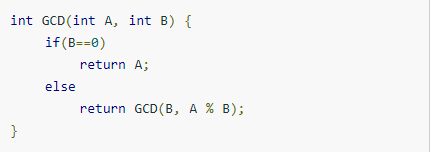 int GCD(int A, int B) {
    if(B==0)
        return A;
    else
        return GCD(B, A % B);
}